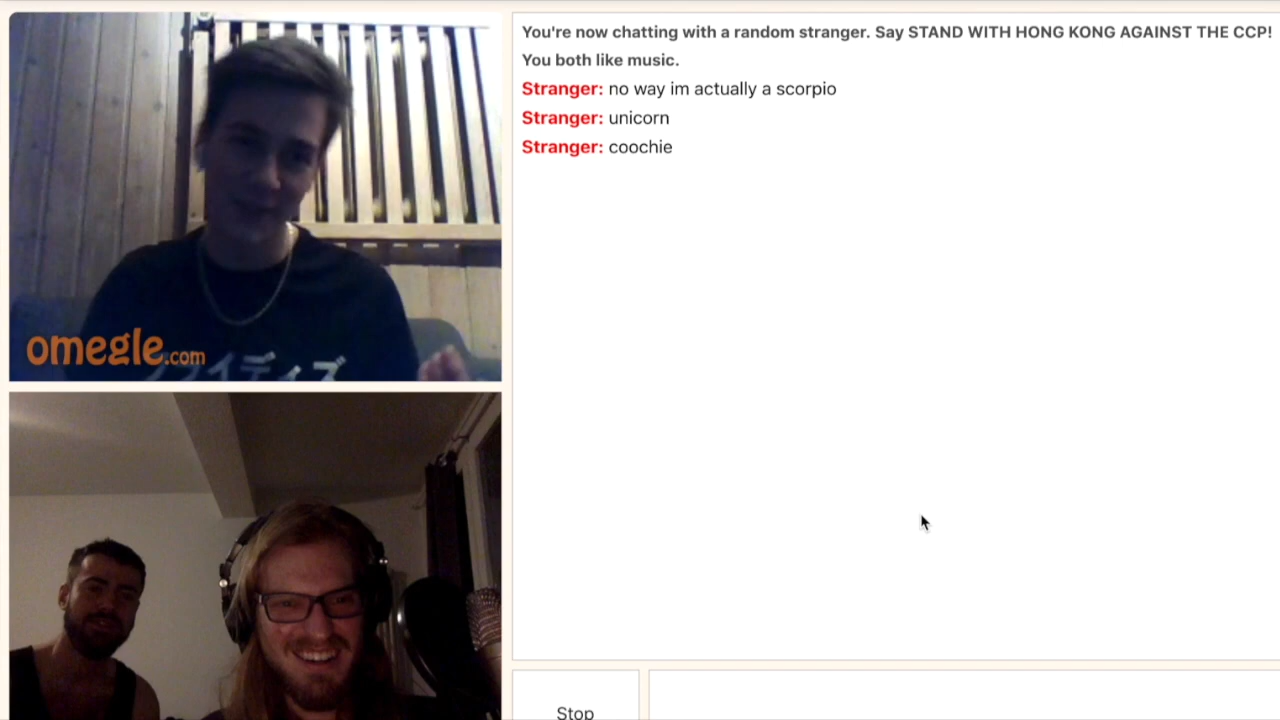 You're now chatting with a random stranger. Say STAND WITH HONG KONG AGAINST THE CCP!
You both like music.
Stranger: no way im actually a scorpio
Stranger: unicorn
Stranger: coochie
omegle.com
Stop